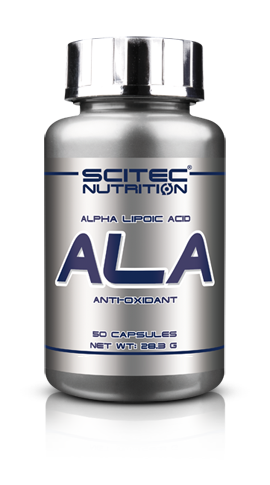 SCITEC®
NUTRITION
ALPHA LIPOIC ACID
ALA
ANTI-OXIDANT
50 CAPSULES
NET WT: 28.3 G